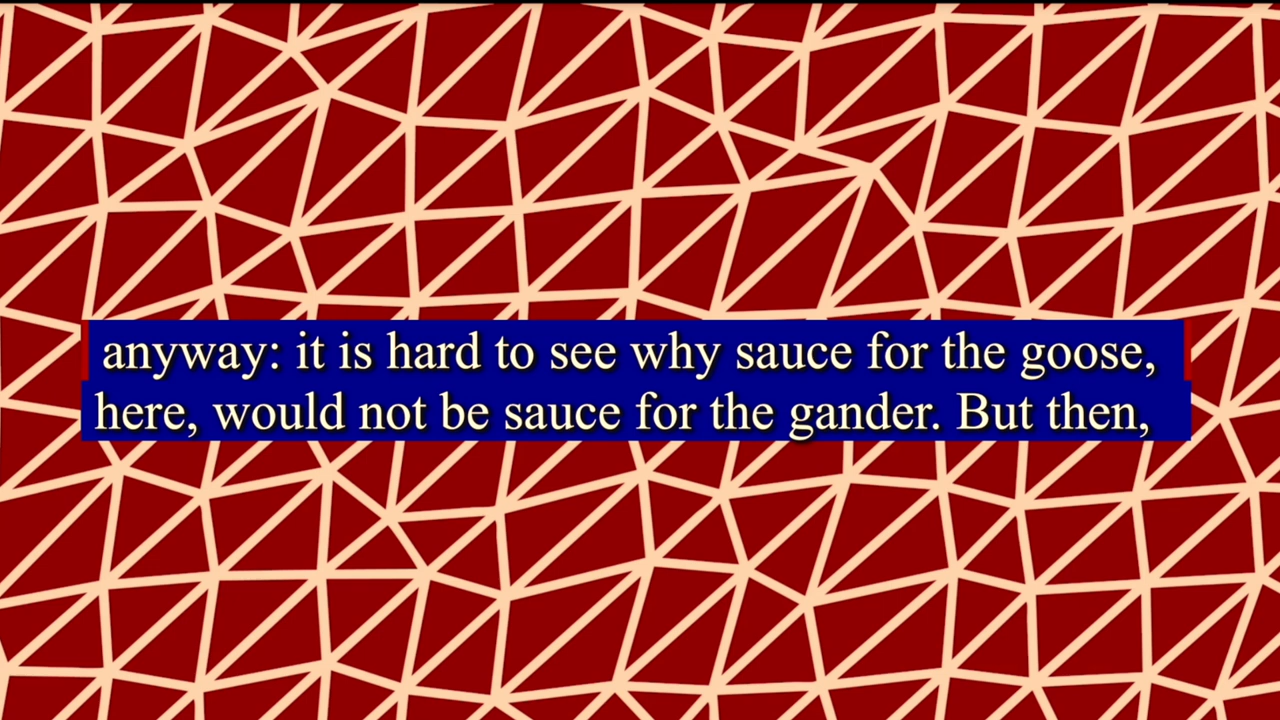 anyway: it is hard to see why sauce for the goose,
here, would not be sauce for the gander. But then,